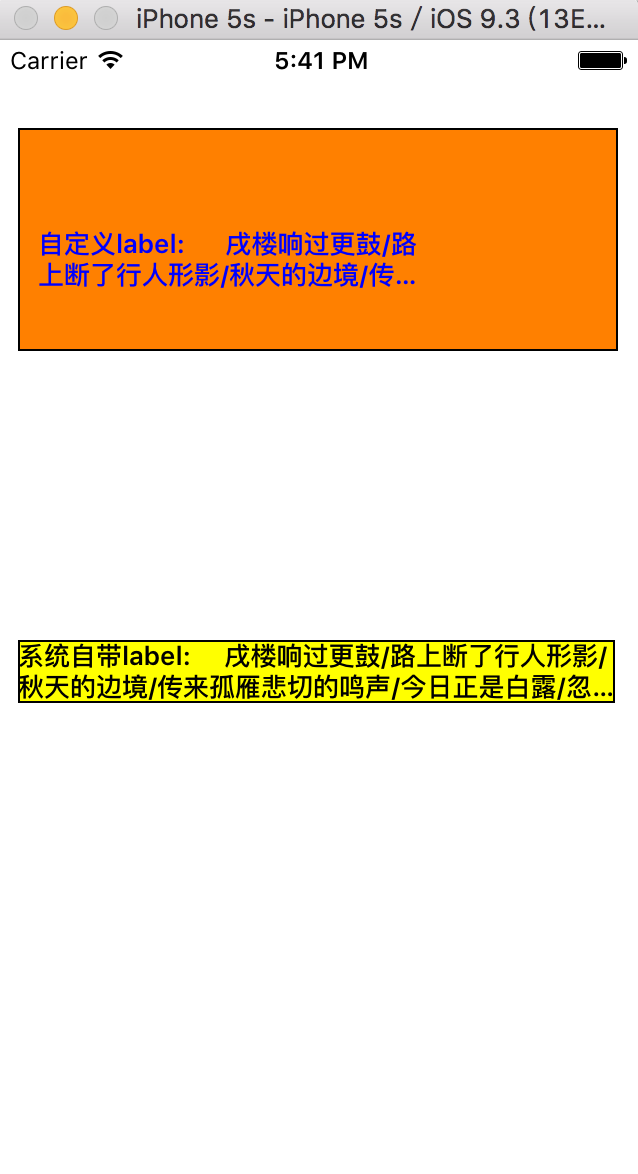 iPhone 5s - iPhone 5s / iOS 9.3 (13E...
Carrier 5:41 PM
自定义label: 戌楼响过更鼓/路
上断了行人形影/秋天的边境/传...
系统自带label: 戌楼响过更鼓/路上断了行人形影/
秋天的边境/传来孤雁悲切的鸣声/今日正是白露/忽...